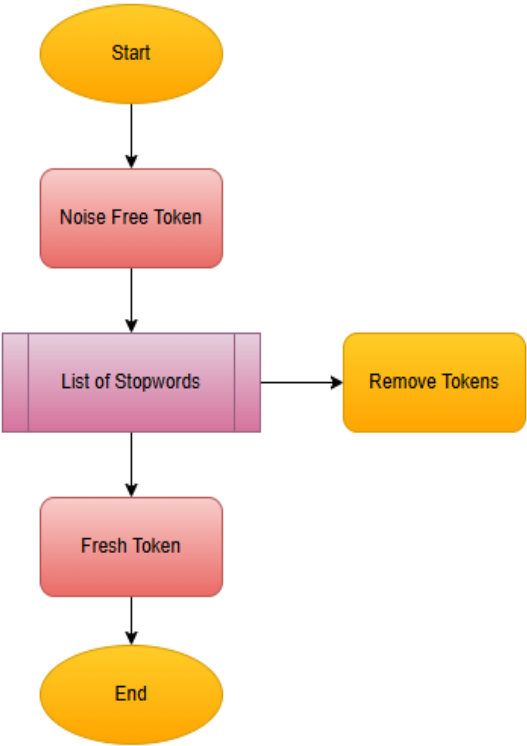 Start
Noise Free Token
List of Stopwords
Remove Tokens
Fresh Token
End